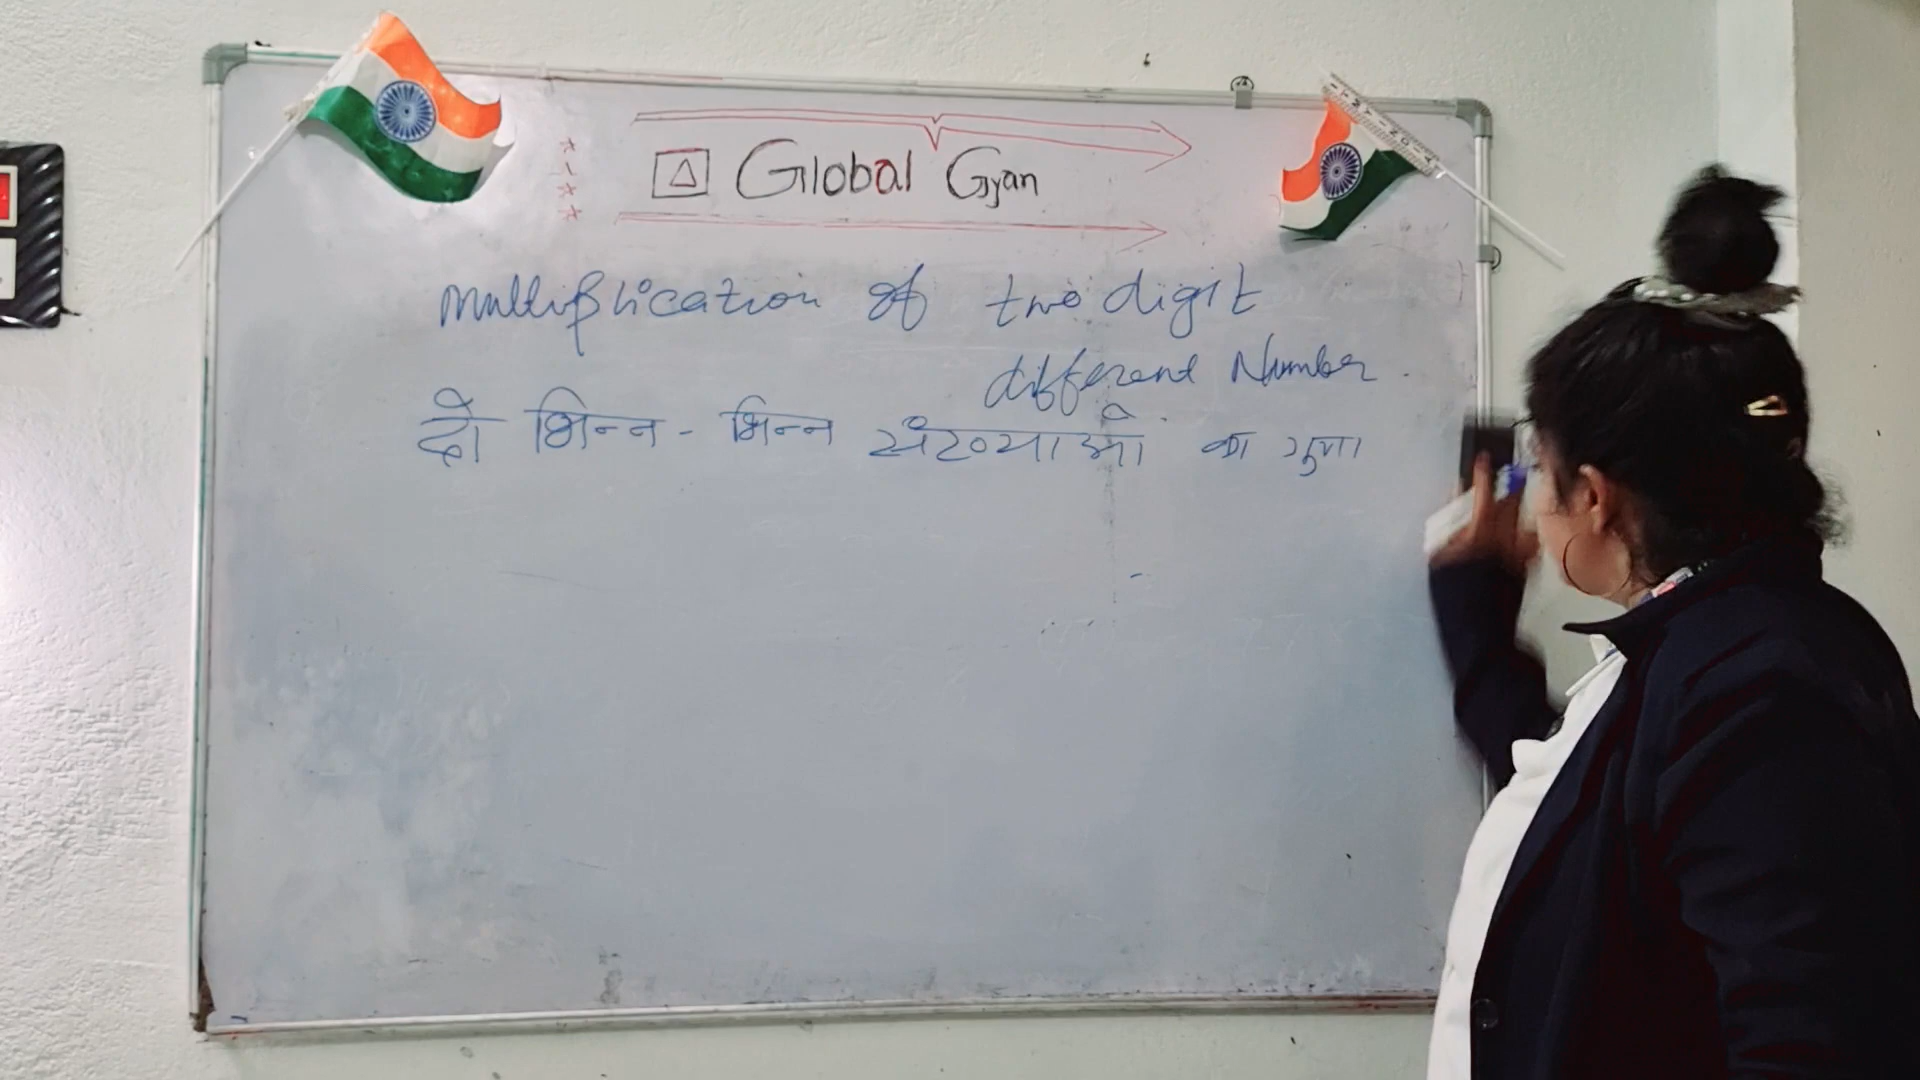 Global Gyan
Multiplication of two digit
different Number
दो भिन्न - भिन्न संख्याओं का गुणा